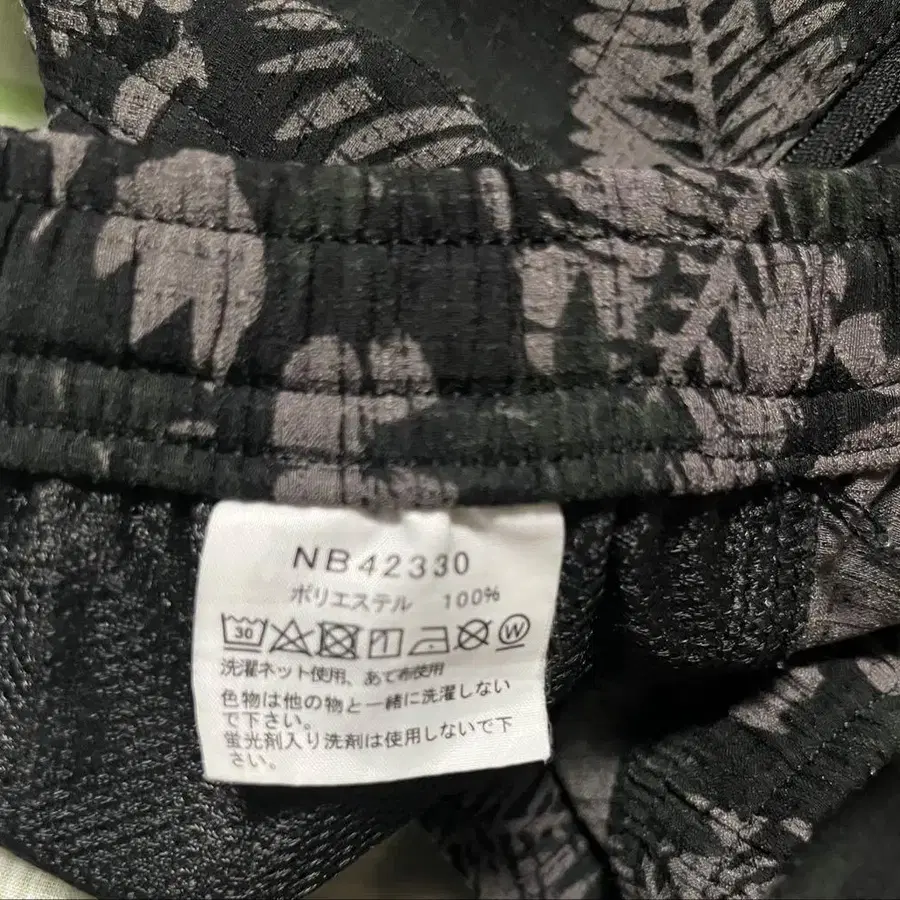 NB42330
ポリエステル 100%
30 W
洗濯ネット使用、あて布使用
色物は他の物と一緒に洗濯しない
で下さい。
蛍光剤入り洗剤は使用しないで下
さい。